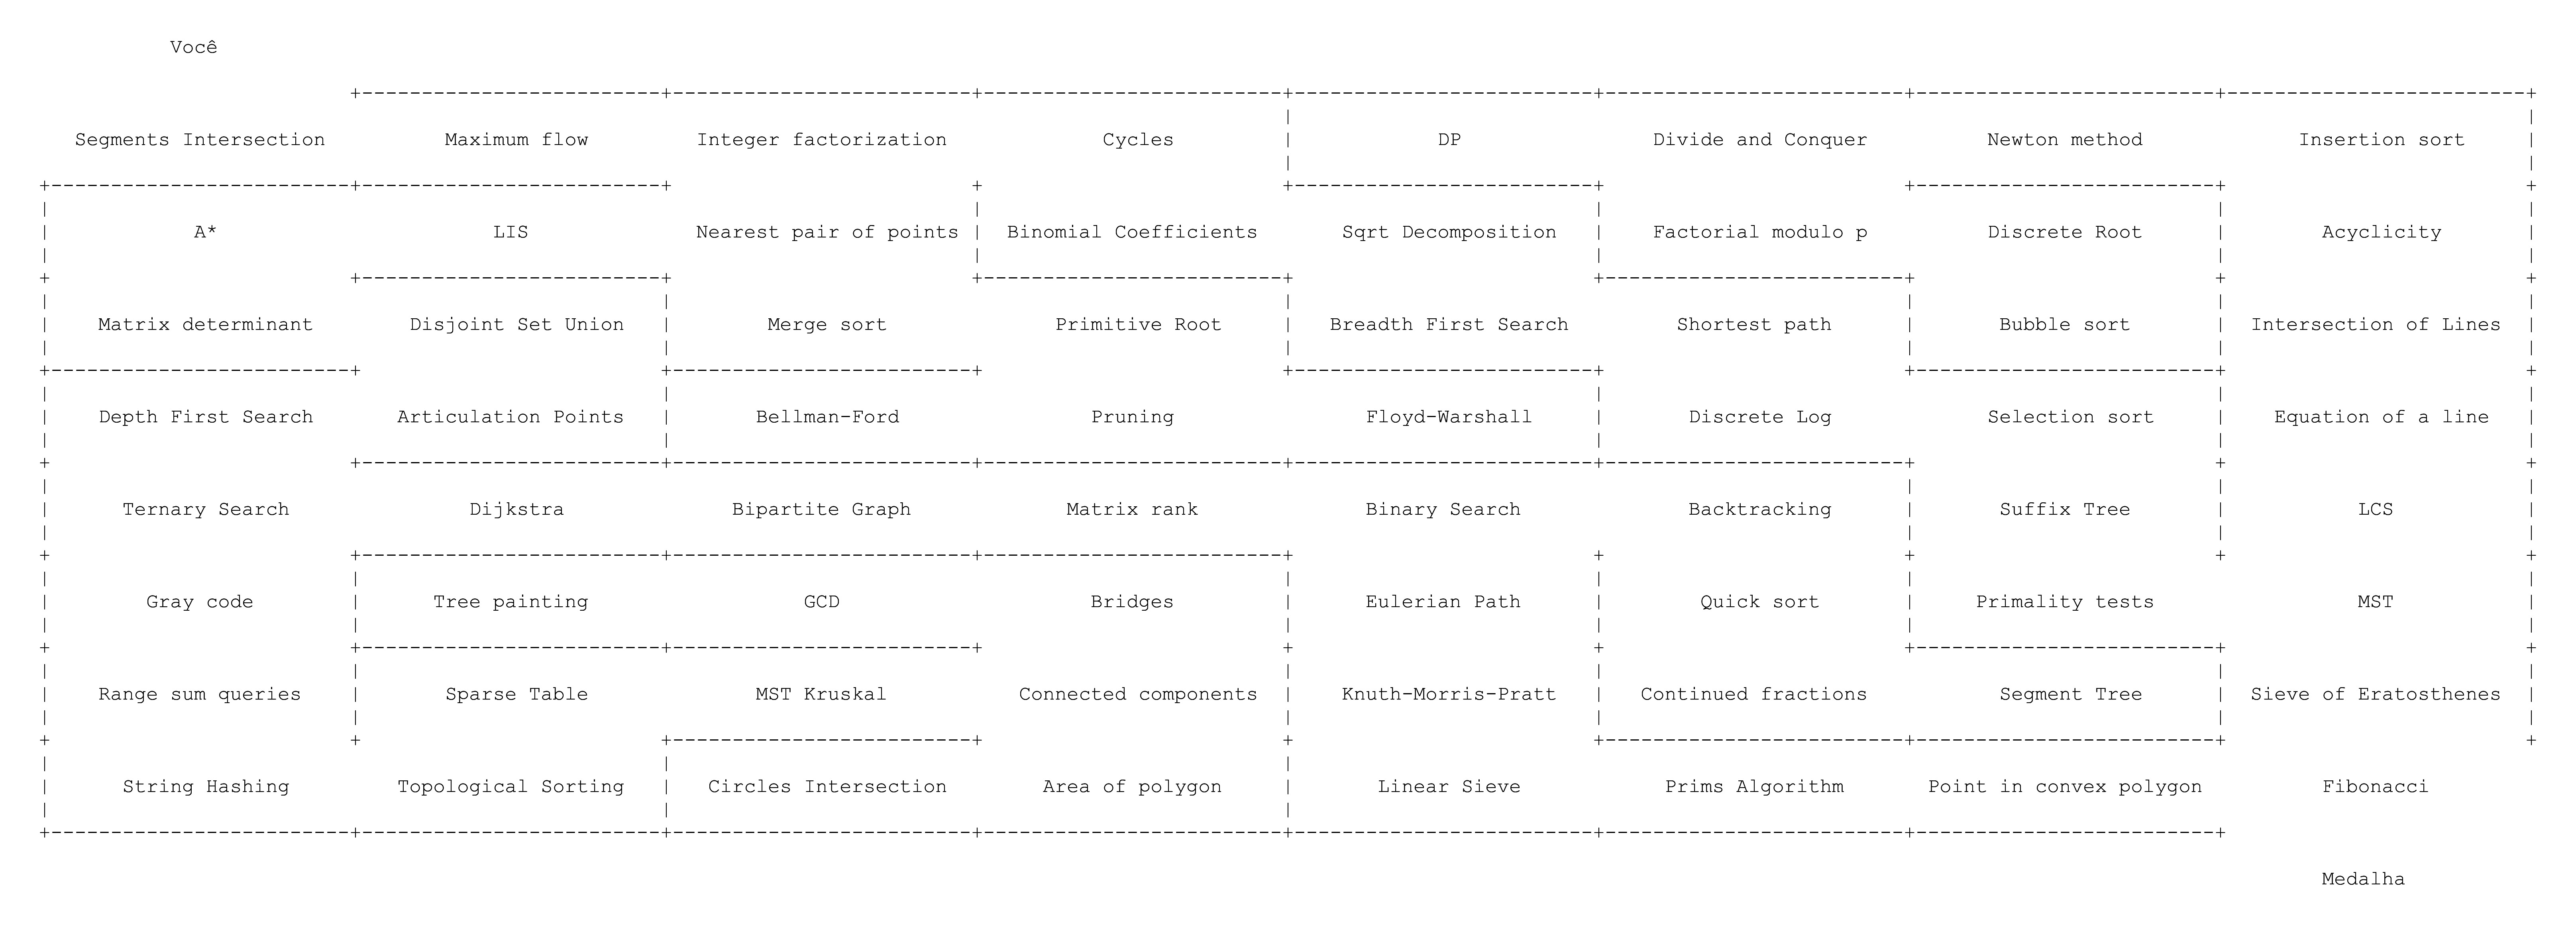 Você
Segments Intersection Maximum flow Integer factorization Cycles DP Divide and Conquer Newton method Insertion sort
A* LIS Nearest pair of points Binomial Coefficients Sqrt Decomposition Factorial modulo p Discrete Root Acyclicity
Matrix determinant Disjoint Set Union Merge sort Primitive Root Breadth First Search Shortest path Bubble sort Intersection of Lines
Depth First Search Articulation Points Bellman-Ford Pruning Floyd-Warshall Discrete Log Selection sort Equation of a line
Ternary Search Dijkstra Bipartite Graph Matrix rank Binary Search Backtracking Suffix Tree LCS
Gray code Tree painting GCD Bridges Eulerian Path Quick sort Primality tests MST
Range sum queries Sparse Table MST Kruskal Connected components Knuth-Morris-Pratt Continued fractions Segment Tree Sieve of Eratosthenes
String Hashing Topological Sorting Circles Intersection Area of polygon Linear Sieve Prims Algorithm Point in convex polygon Fibonacci
Medalha